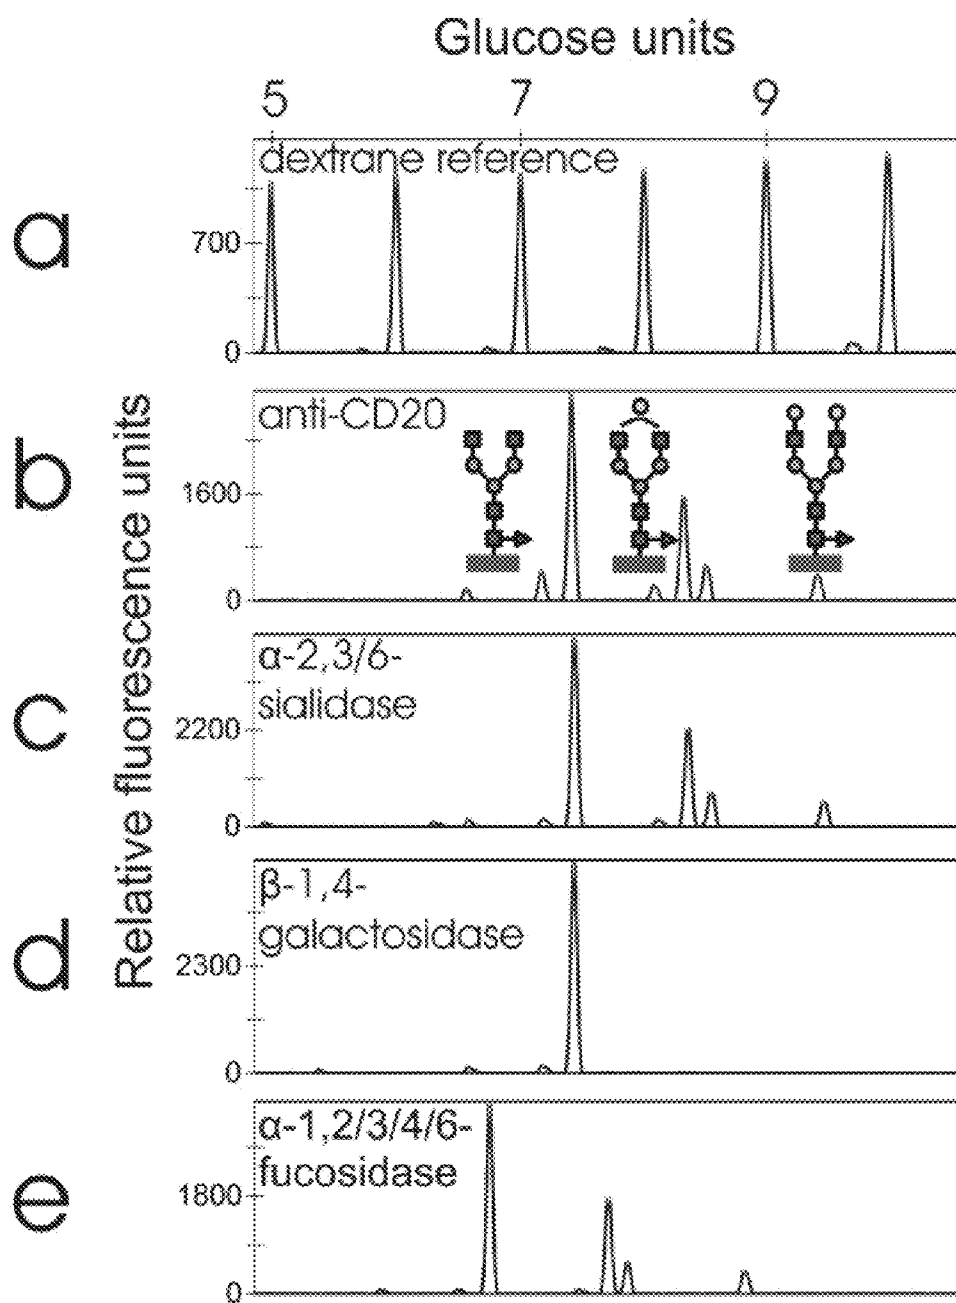 Glucose units
5 7 9
a
dextrane reference
700
0
b
anti-CD20
1600
0
c
α-2,3/6-
sialidase
2200
0
d
β-1,4-
galactosidase
2300
0
e
α-1,2/3/4/6-
fucosidase
1800
0
Relative fluorescence units